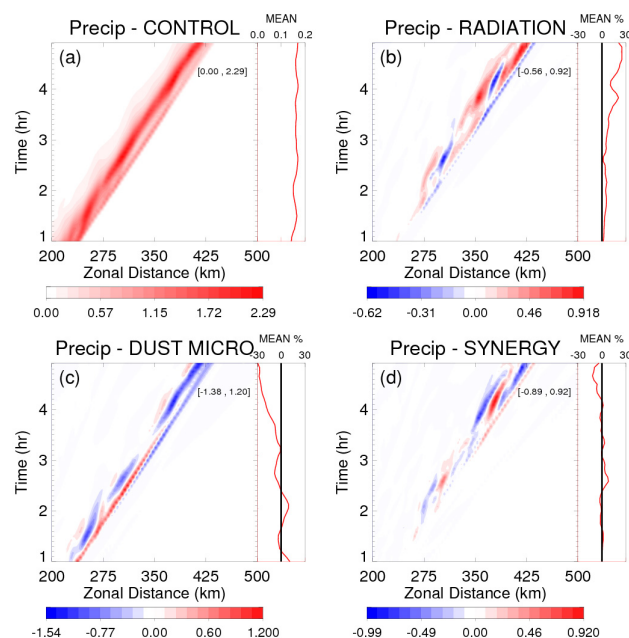 Precip - CONTROL
MEAN
0.0 0.1 0.2
(a)
[0.00 , 2.29]
Time (hr)
4
3
2
1
200 275 350 425 500
Zonal Distance (km)
0.00 0.57 1.15 1.72 2.29
Precip - RADIATION
MEAN %
-30 0 30
(b)
[-0.56 , 0.92]
Time (hr)
4
3
2
1
200 275 350 425 500
Zonal Distance (km)
-0.62 -0.31 0.00 0.46 0.918
Precip - DUST MICRO
MEAN %
-30 0 30
(c)
[-1.38 , 1.20]
Time (hr)
4
3
2
1
200 275 350 425 500
Zonal Distance (km)
-1.54 -0.77 0.00 0.60 1.200
Precip - SYNERGY
MEAN %
-30 0 30
(d)
[-0.89 , 0.92]
Time (hr)
4
3
2
1
200 275 350 425 500
Zonal Distance (km)
-0.99 -0.49 0.00 0.46 0.920